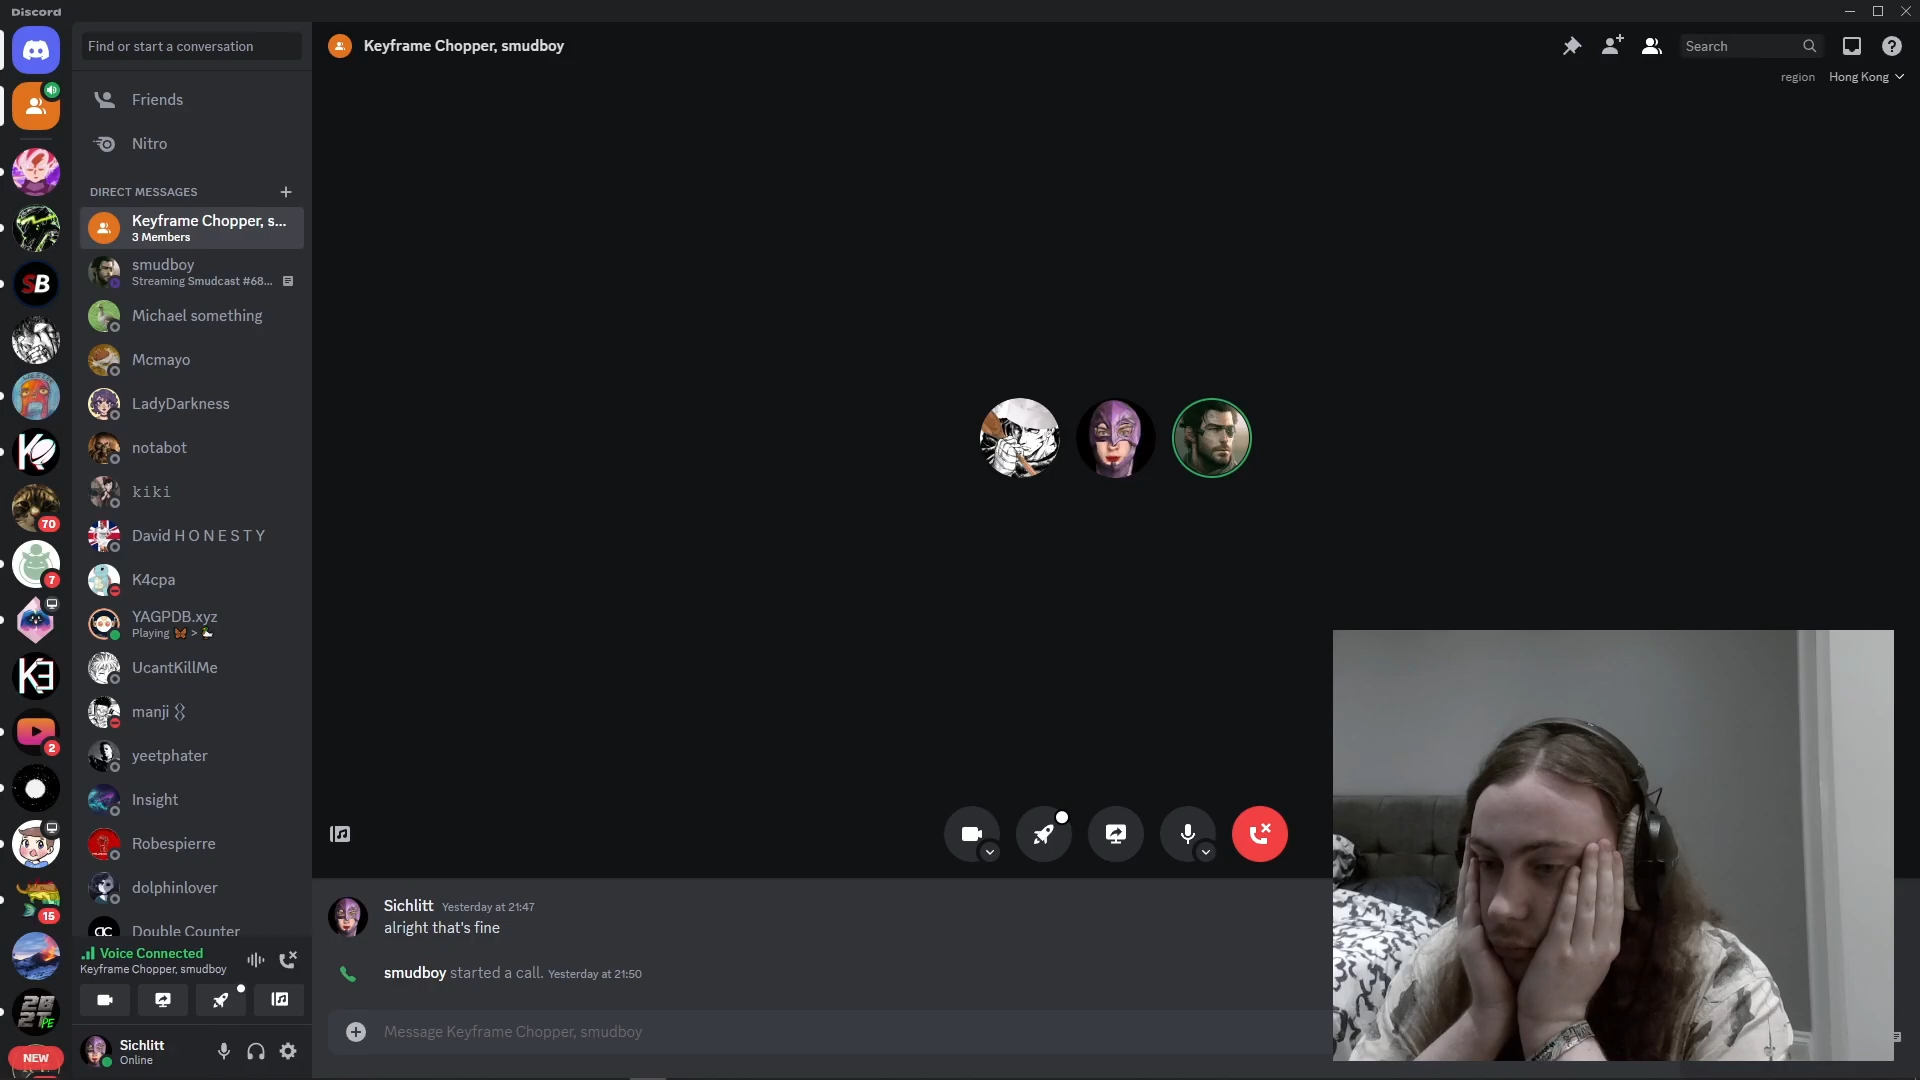 Discord
Find or start a conversation
Friends
Nitro
DIRECT MESSAGES
Keyframe Chopper, s...
3 Members
smudboy
Streaming Smudcast #68...
Michael something
Mcmayo
LadyDarkness
notabot
kiki
David H O N E S T Y
K4cpa
YAGPDB.xyz
Playing 🦋 > 🦆
UcantKillMe
manji
yeetphater
Insight
Robespierre
dolphinlover
Double Counter
Voice Connected
Keyframe Chopper, smudboy
Sichlitt
Online
SB
70
7
K3
2
15
NEW
Keyframe Chopper, smudboy
Search
region Hong Kong
Sichlitt Yesterday at 21:47
alright that's fine
smudboy started a call. Yesterday at 21:50
Message Keyframe Chopper, smudboy